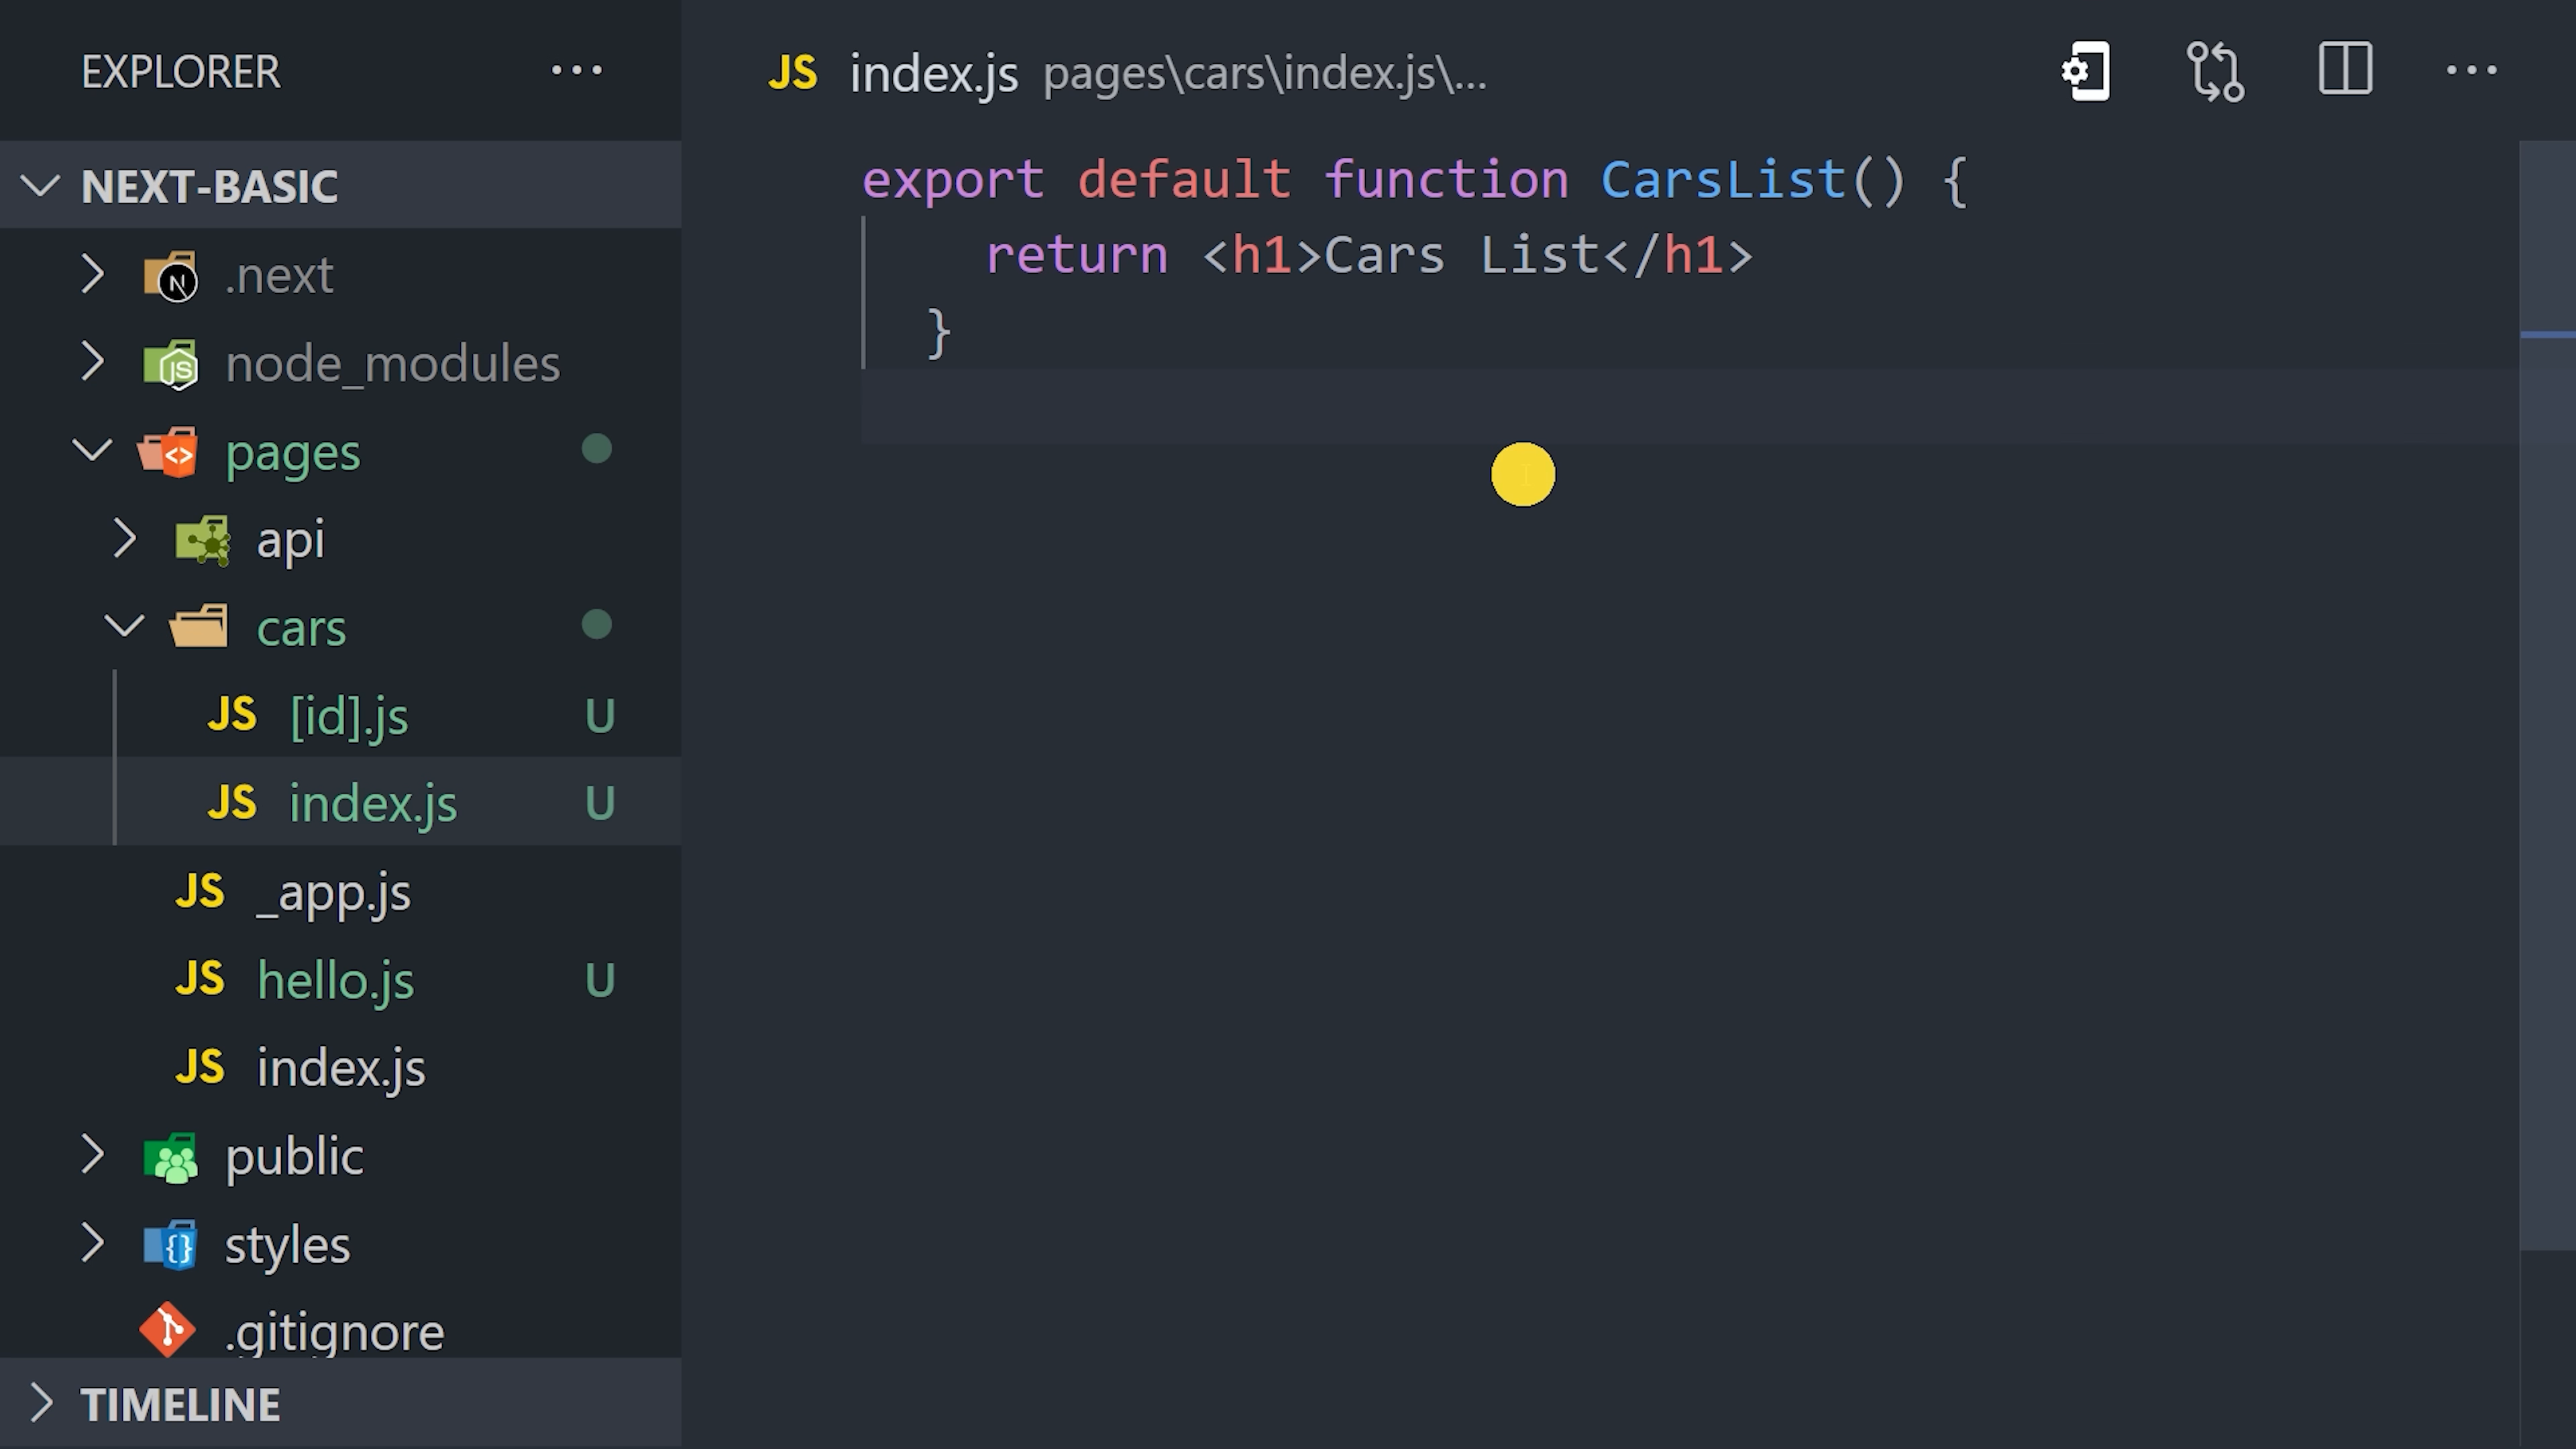 EXPLORER
NEXT-BASIC
.next
node_modules
pages
api
cars
JS [id].js U
JS index.js U
JS _app.js
JS hello.js U
JS index.js
public
styles
.gitignore
TIMELINE
JS index.js pages\cars\index.js\...
export default function CarsList() {
return <h1>Cars List</h1>
}